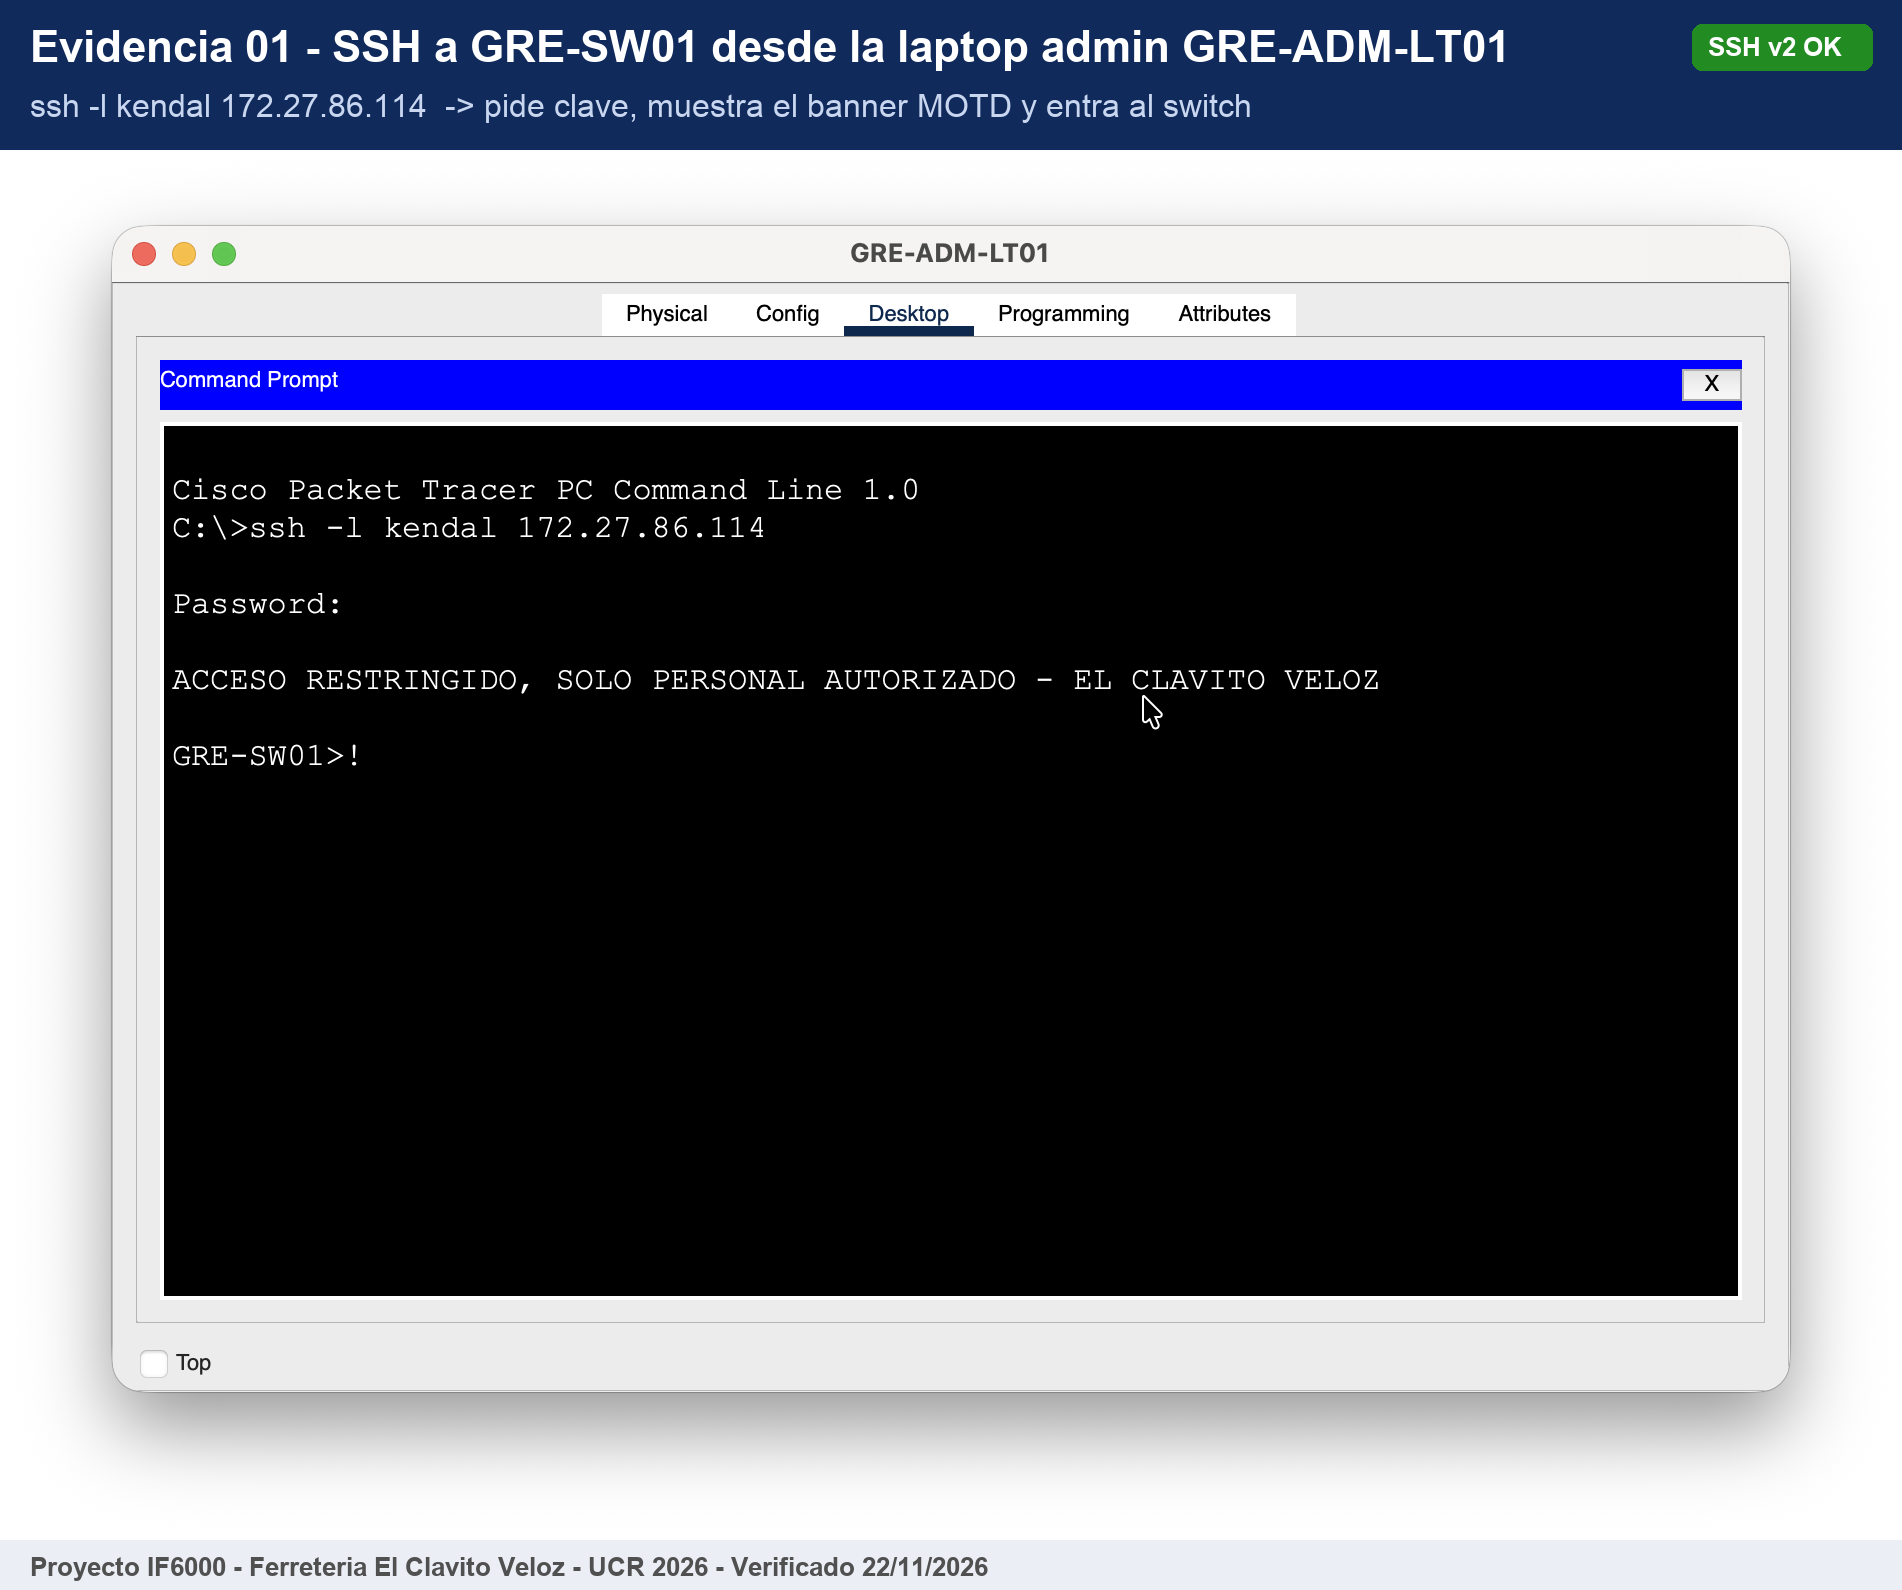 Evidencia 01 - SSH a GRE-SW01 desde la laptop admin GRE-ADM-LT01
SSH v2 OK
ssh -l kendal 172.27.86.114 -> pide clave, muestra el banner MOTD y entra al switch
GRE-ADM-LT01
Physical Config Desktop Programming Attributes
Command Prompt
X
Cisco Packet Tracer PC Command Line 1.0
C:\>ssh -l kendal 172.27.86.114
Password:
ACCESO RESTRINGIDO, SOLO PERSONAL AUTORIZADO - EL CLAVITO VELOZ
GRE-SW01>!
Top
Proyecto IF6000 - Ferreteria El Clavito Veloz - UCR 2026 - Verificado 22/11/2026